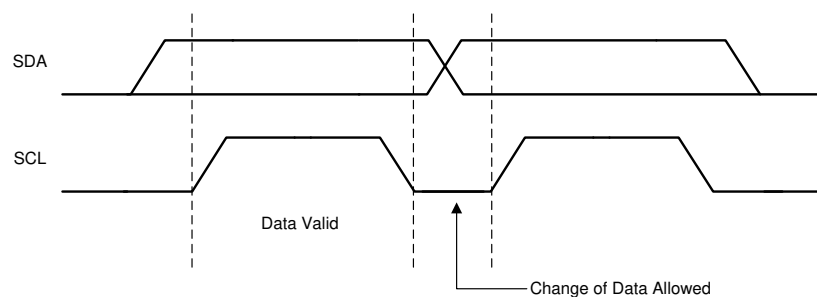 SDA
SCL
Data Valid
Change of Data Allowed